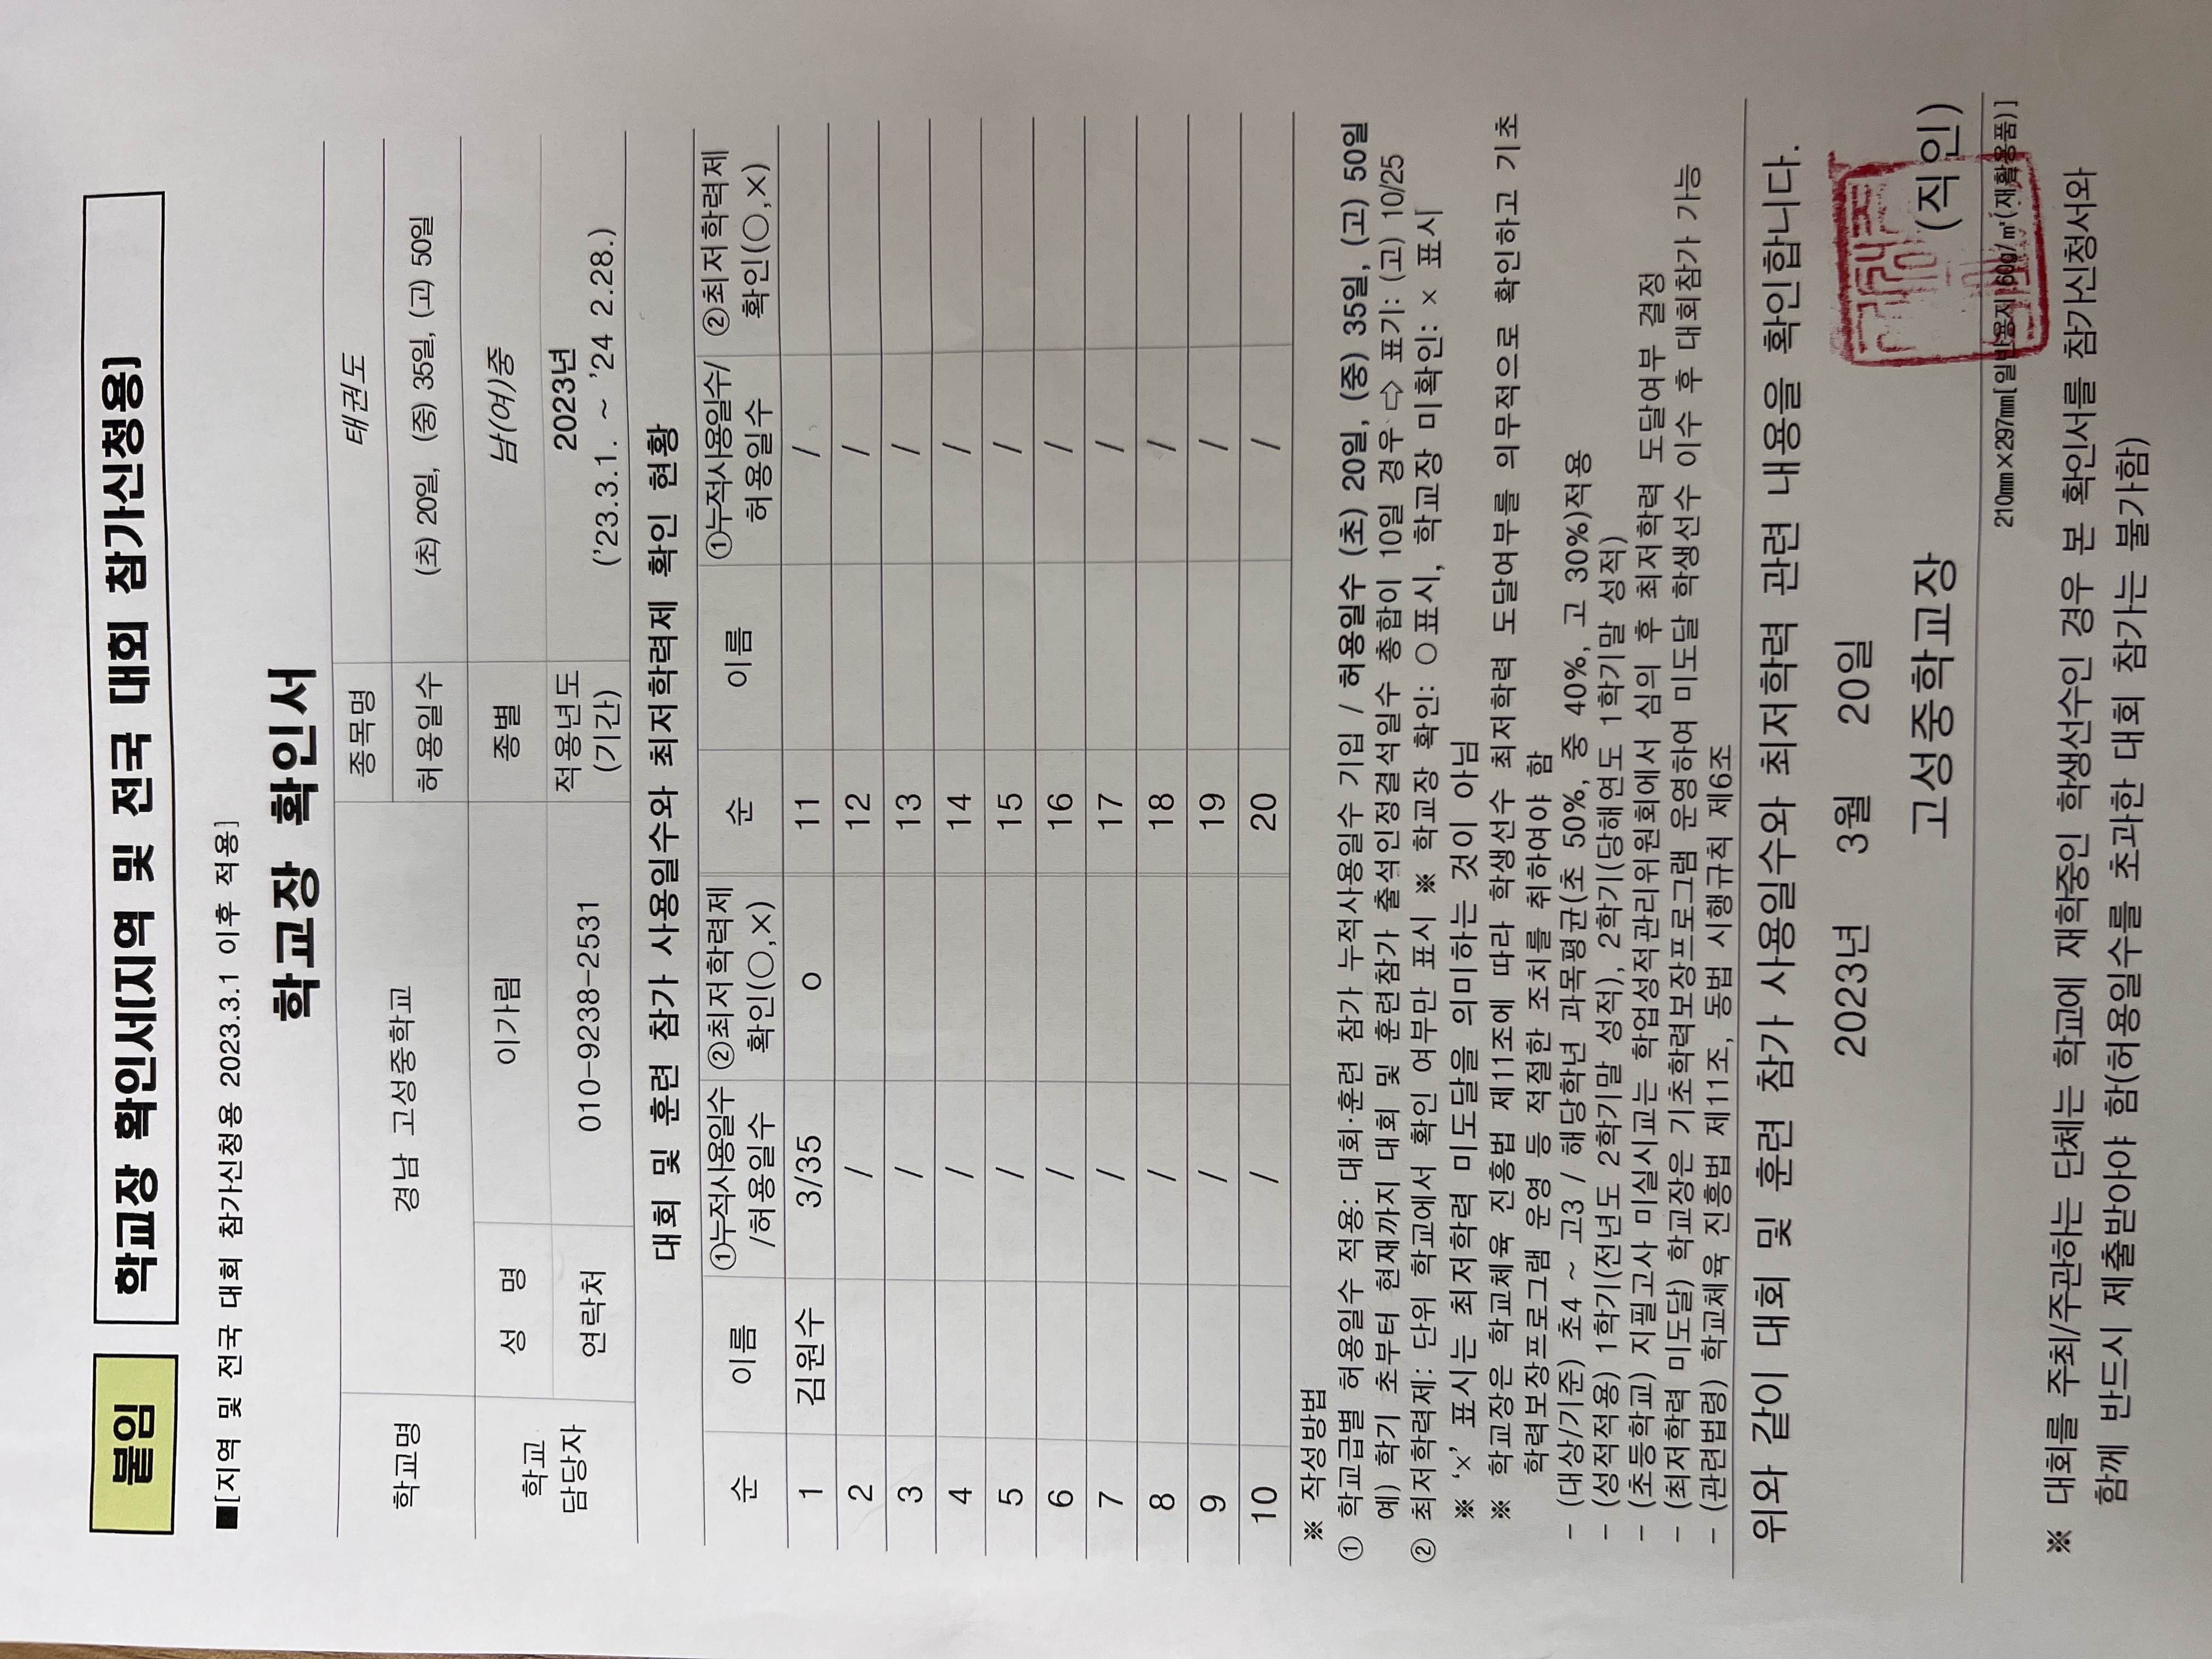 붙임
학교장 확인서(지역 및 전국 대회 참가신청용)
■[지역 및 전국 대회 참가신청용 2023.3.1 이후 적용]
학교장 확인서
학교명 경남 고성중학교 종목명 태권도
허용일수 (초) 20일, (중) 35일, (고) 50일
학교 담당자 성 명 이가림 종별 남(여)중
연락처 010-9238-2531 적용년도 (기간) 2023년
('23.3.1. ~ '24 2.28.)
대회 및 훈련 참가 사용일수와 최저학력제 확인 현황
순 이름 ①누적사용일수/허용일수 ②최저학력제 확인(○,×) 순 이름 ①누적사용일수/허용일수 ②최저학력제 확인(○,×)
1 김원수 3/35 o 11 /
2 / 12 /
3 / 13 /
4 / 14 /
5 / 15 /
6 / 16 /
7 / 17 /
8 / 18 /
9 / 19 /
10 / 20 /
※ 작성방법
① 학교급별 허용일수 적용: 대회·훈련 참가 누적사용일수 기입 / 허용일수 (초) 20일, (중) 35일, (고) 50일
예) 학기 초부터 현재까지 대회 및 훈련참가 출석인정결석일수 총합이 10일 경우 ⇨ 표기: (고) 10/25
② 최저학력제: 단위 학교에서 확인 여부만 표시 ※ 학교장 확인: ○표시, 학교장 미확인: × 표시
※ ‘×’ 표시는 최저학력 미도달을 의미하는 것이 아님
※ 학교장은 학교체육 진흥법 제11조에 따라 학생선수 최저학력 도달여부를 의무적으로 확인하고 기초
학력보장프로그램 운영 등 적절한 조치를 취하여야 함
- (대상/기준) 초4 ~ 고3 / 해당학년 과목평균(초 50%, 중 40%, 고 30%)적용
- (성적적용) 1학기(전년도 2학기말 성적), 2학기(당해연도 1학기말 성적)
- (초등학교) 지필고사 미실시교는 학업성적관리위원회에서 심의 후 최저학력 도달여부 결정
- (최저학력 미도달) 학교장은 기초학력보장프로그램 운영하여 미도달 학생선수 이수 후 대회참가 가능
- (관련법령) 학교체육 진흥법 제11조, 동법 시행규칙 제6조
위와 같이 대회 및 훈련 참가 사용일수와 최저학력 관련 내용을 확인합니다.
2023년 3월 20일
고성중학교장 (직인)
210㎜×297㎜[일반용지 60g/㎡(재활용품)]
※ 대회를 주최/주관하는 단체는 학교에 재학중인 학생선수인 경우 본 확인서를 참가신청서와
함께 반드시 제출받아야 함(허용일수를 초과한 대회 참가는 불가함)